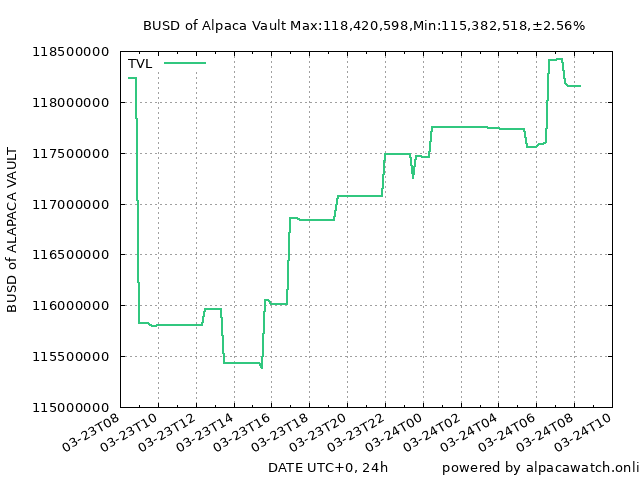 BUSD of Alpaca Vault Max:118,420,598,Min:115,382,518,±2.56%
TVL
118500000
118000000
117500000
117000000
116500000
116000000
115500000
115000000
BUSD of ALAPACA VAULT
03-23T08
03-23T10
03-23T12
03-23T14
03-23T16
03-23T18
03-23T20
03-23T22
03-24T00
03-24T02
03-24T04
03-24T06
03-24T08
03-24T10
DATE UTC+0, 24h
powered by alpacawatch.onli